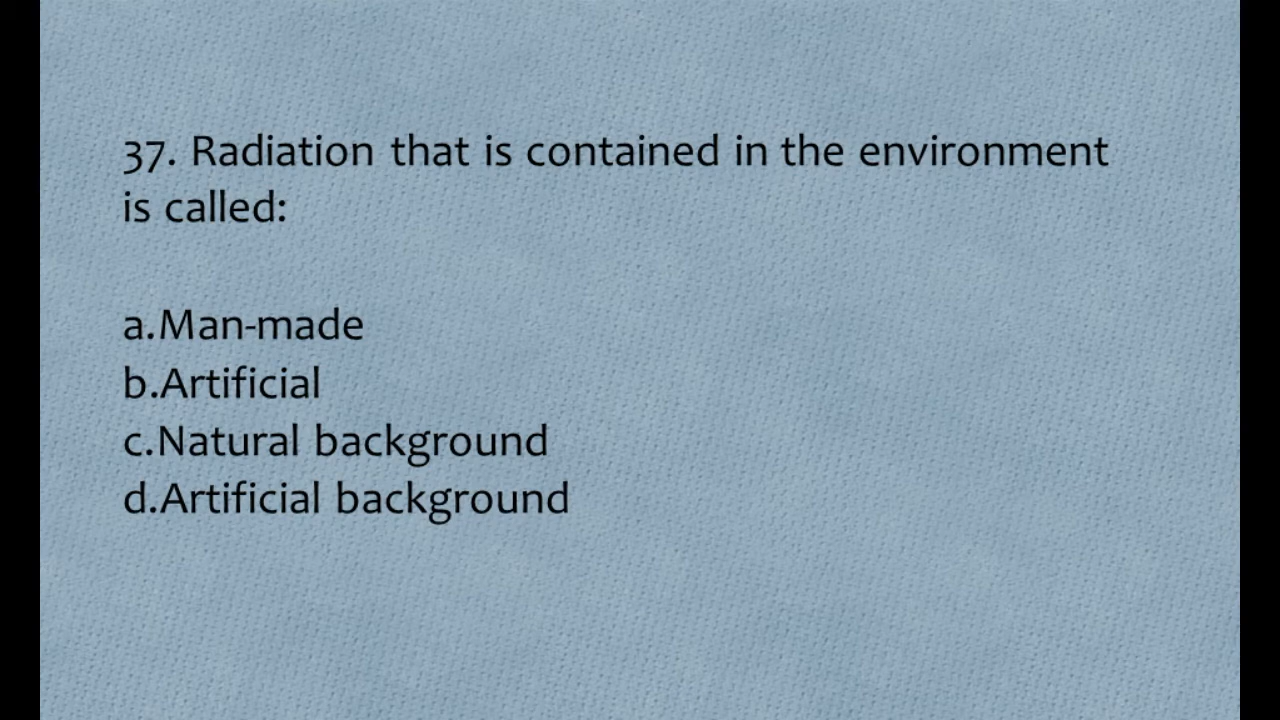 37. Radiation that is contained in the environment
is called:
a.Man-made
b.Artificial
c.Natural background
d.Artificial background